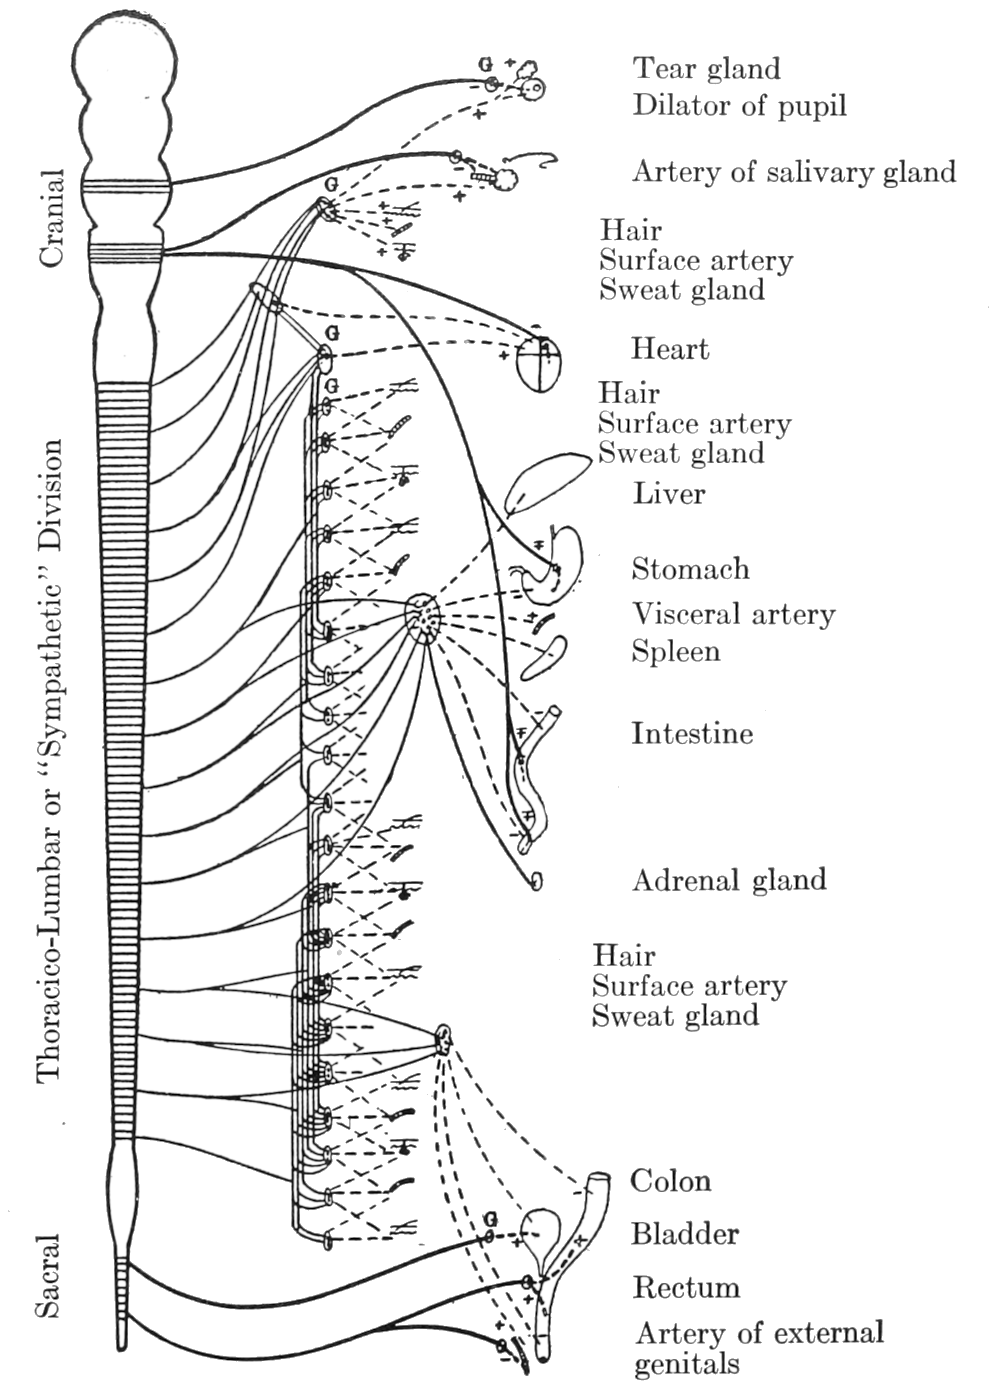 Cranial
Thoracico-Lumbar or "Sympathetic" Division
Sacral
G
Tear gland
Dilator of pupil
Artery of salivary gland
G
Hair
Surface artery
Sweat gland
G
Heart
G
Hair
Surface artery
Sweat gland
Liver
Stomach
Visceral artery
Spleen
Intestine
Adrenal gland
Hair
Surface artery
Sweat gland
Colon
G
Bladder
Rectum
Artery of external
genitals